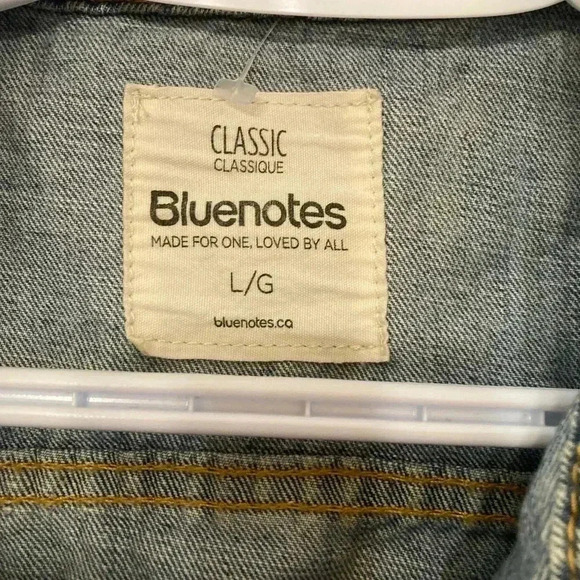 CLASSIC
CLASSIQUE
Bluenotes
MADE FOR ONE, LOVED BY ALL
L/G
bluenotes.ca